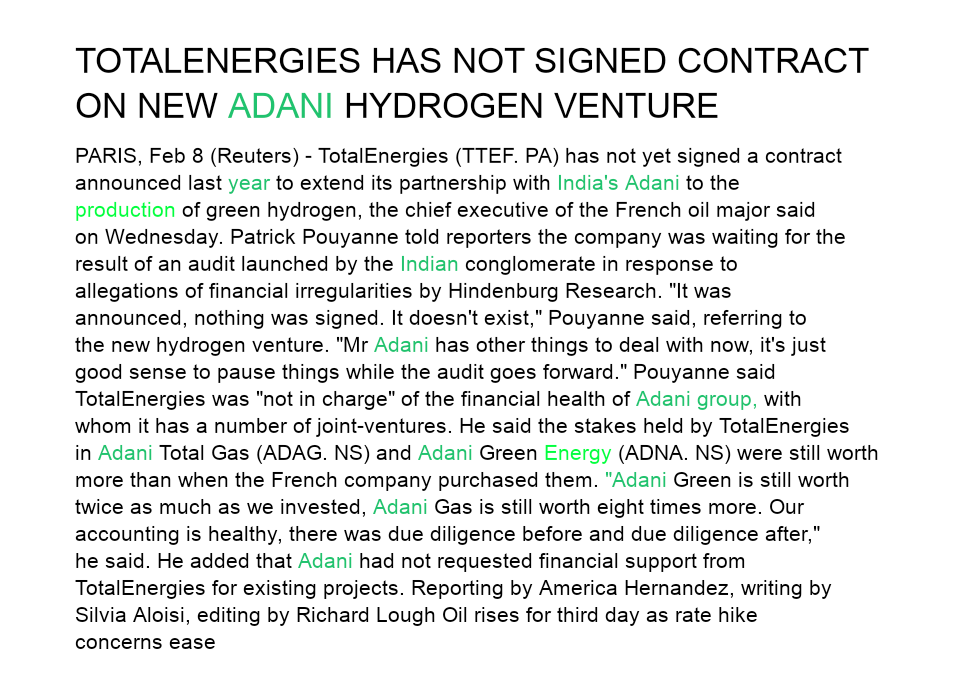 TOTALENERGIES HAS NOT SIGNED CONTRACT
ON NEW ADANI HYDROGEN VENTURE
PARIS, Feb 8 (Reuters) - TotalEnergies (TTEF. PA) has not yet signed a contract
announced last year to extend its partnership with India's Adani to the
production of green hydrogen, the chief executive of the French oil major said
on Wednesday. Patrick Pouyanne told reporters the company was waiting for the
result of an audit launched by the Indian conglomerate in response to
allegations of financial irregularities by Hindenburg Research. "It was
announced, nothing was signed. It doesn't exist," Pouyanne said, referring to
the new hydrogen venture. "Mr Adani has other things to deal with now, it's just
good sense to pause things while the audit goes forward." Pouyanne said
TotalEnergies was "not in charge" of the financial health of Adani group, with
whom it has a number of joint-ventures. He said the stakes held by TotalEnergies
in Adani Total Gas (ADAG. NS) and Adani Green Energy (ADNA. NS) were still worth
more than when the French company purchased them. "Adani Green is still worth
twice as much as we invested, Adani Gas is still worth eight times more. Our
accounting is healthy, there was due diligence before and due diligence after,"
he said. He added that Adani had not requested financial support from
TotalEnergies for existing projects. Reporting by America Hernandez, writing by
Silvia Aloisi, editing by Richard Lough Oil rises for third day as rate hike
concerns ease